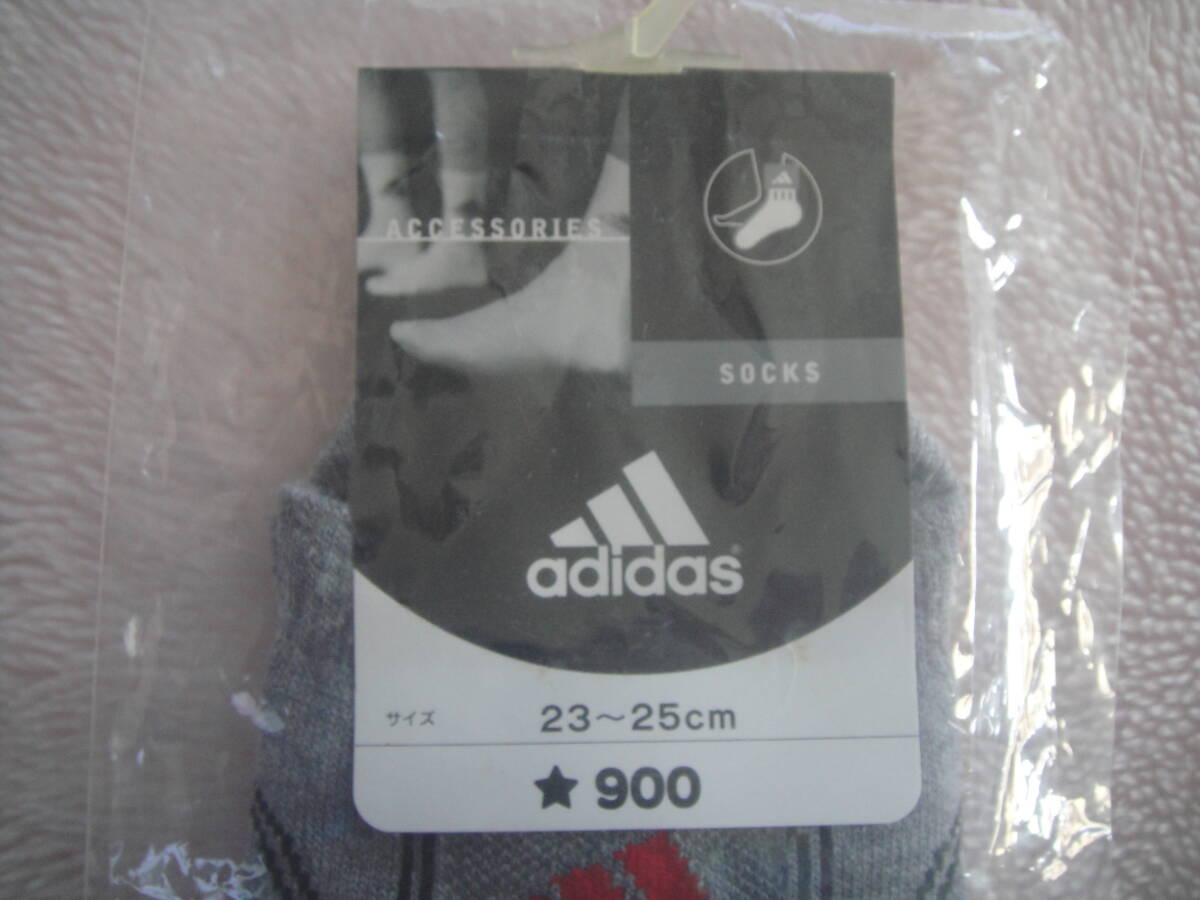 ACCESSORIES
SOCKS
adidas®
サイズ 23～25cm
★900